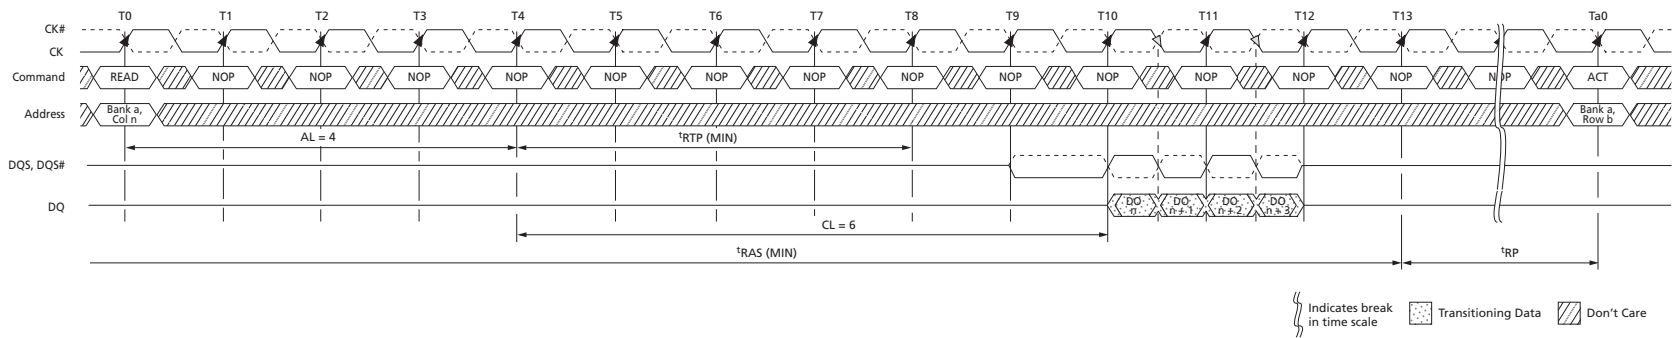 T0 T1 T2 T3 T4 T5 T6 T7 T8 T9 T10 T11 T12 T13 Ta0
CK#
CK
Command READ NOP NOP NOP NOP NOP NOP NOP NOP NOP NOP NOP NOP NOP NOP ACT
Address Bank a, Bank a,
Col n Row b
AL = 4 tRTP (MIN)
DQS, DQS#
DQ DO DO DO DO
n n + 1 n + 2 n + 3
CL = 6
tRAS (MIN) tRP
Indicates break
in time scale
Transitioning Data Don't Care